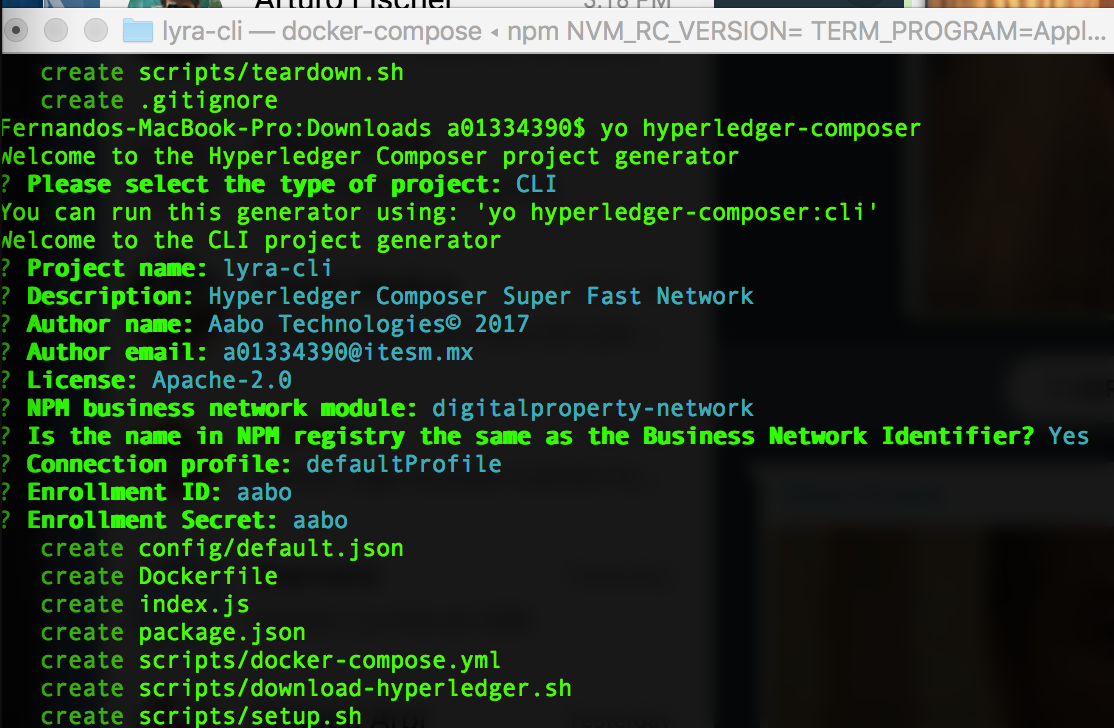 Arturo Fischer 3:18 PM
lyra-cli — docker-compose ◂ npm NVM_RC_VERSION= TERM_PROGRAM=Appl...
create scripts/teardown.sh
create .gitignore
Fernandos-MacBook-Pro:Downloads a01334390$ yo hyperledger-composer
Welcome to the Hyperledger Composer project generator
? Please select the type of project: CLI
You can run this generator using: 'yo hyperledger-composer:cli'
Welcome to the CLI project generator
? Project name: lyra-cli
? Description: Hyperledger Composer Super Fast Network
? Author name: Aabo Technologies© 2017
? Author email: a01334390@itesm.mx
? License: Apache-2.0
? NPM business network module: digitalproperty-network
? Is the name in NPM registry the same as the Business Network Identifier? Yes
? Connection profile: defaultProfile
? Enrollment ID: aabo
? Enrollment Secret: aabo
create config/default.json
create Dockerfile
create index.js
create package.json
create scripts/docker-compose.yml
create scripts/download-hyperledger.sh
create scripts/setup.sh